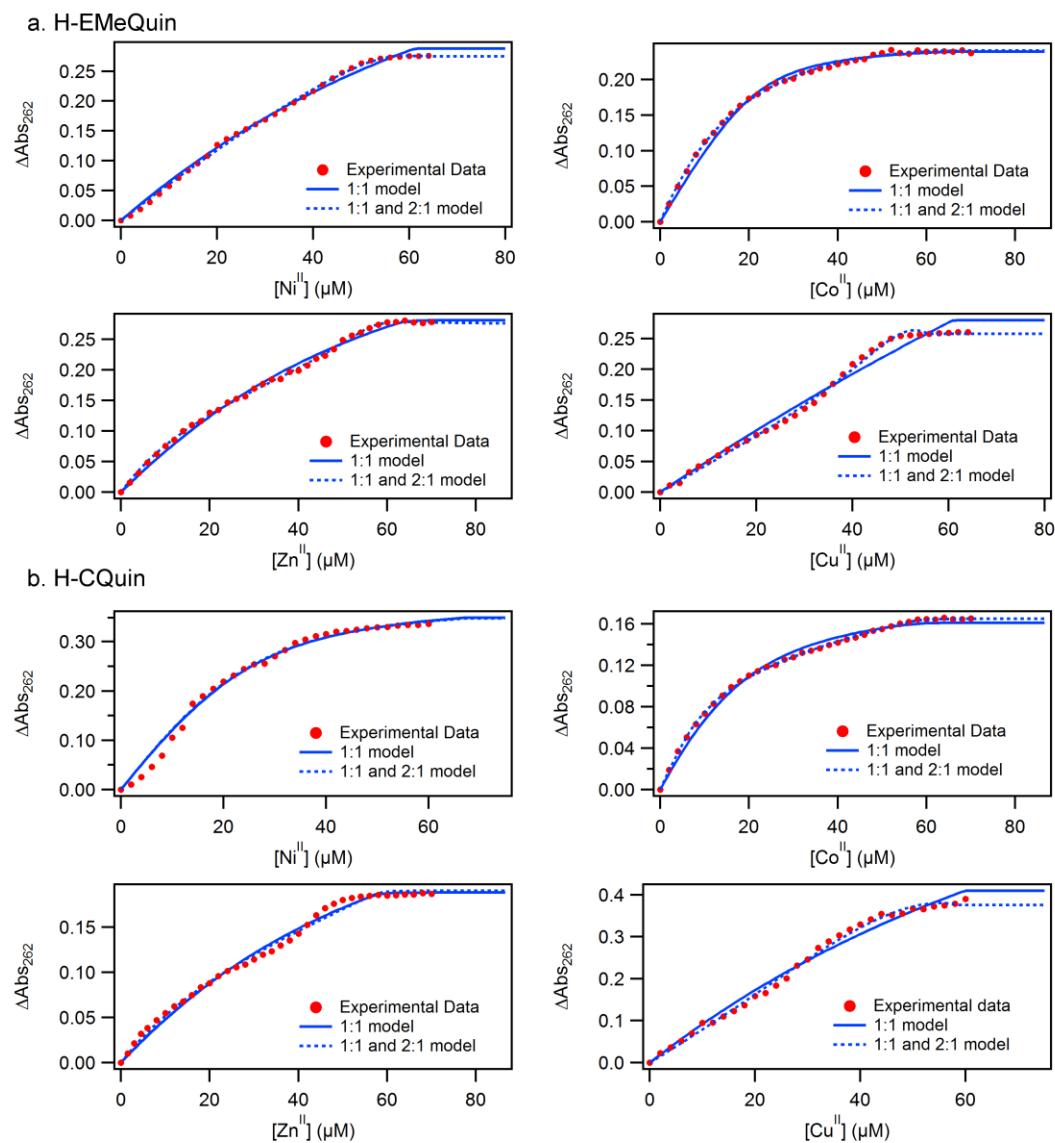 a. H-EMeQuin
0.25
0.20
0.15
0.10
0.05
0.00
ΔAbs262
Experimental Data
1:1 model
1:1 and 2:1 model
0 20 40 60 80
[NiII] (µM)
0.25
0.20
0.15
0.10
0.05
0.00
ΔAbs262
Experimental Data
1:1 model
1:1 and 2:1 model
0 20 40 60 80
[CoII] (µM)
0.25
0.20
0.15
0.10
0.05
0.00
ΔAbs262
Experimental Data
1:1 model
1:1 and 2:1 model
0 20 40 60 80
[ZnII] (µM)
0.25
0.20
0.15
0.10
0.05
0.00
ΔAbs262
Experimental Data
1:1 model
1:1 and 2:1 model
0 20 40 60 80
[CuII] (µM)
b. H-CQuin
0.30
0.20
0.10
0.00
ΔAbs262
Experimental Data
1:1 model
1:1 and 2:1 model
0 20 40 60
[NiII] (µM)
0.16
0.12
0.08
0.04
0.00
ΔAbs262
Experimental Data
1:1 model
1:1 and 2:1 model
0 20 40 60 80
[CoII] (µM)
0.15
0.10
0.05
0.00
ΔAbs262
Experimental Data
1:1 model
1:1 and 2:1 model
0 20 40 60 80
[ZnII] (µM)
0.4
0.3
0.2
0.1
0.0
ΔAbs262
Experimental data
1:1 model
1:1 and 2:1 model
0 20 40 60
[CuII] (µM)